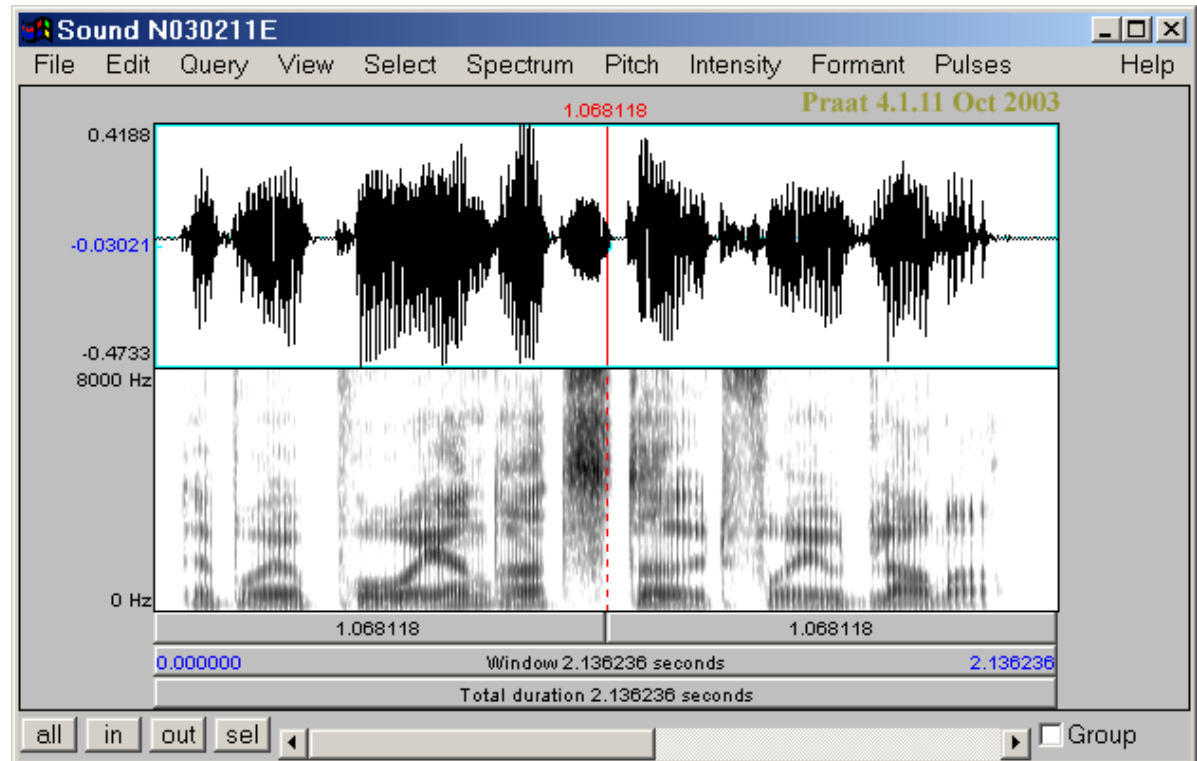 Sound N030211E
File Edit Query View Select Spectrum Pitch Intensity Formant Pulses Help
Praat 4.1.11 Oct 2003
1.068118
0.4188
-0.03021
-0.4733
8000 Hz
0 Hz
1.068118 1.068118
0.000000 Window 2.136236 seconds 2.136236
Total duration 2.136236 seconds
all in out sel Group